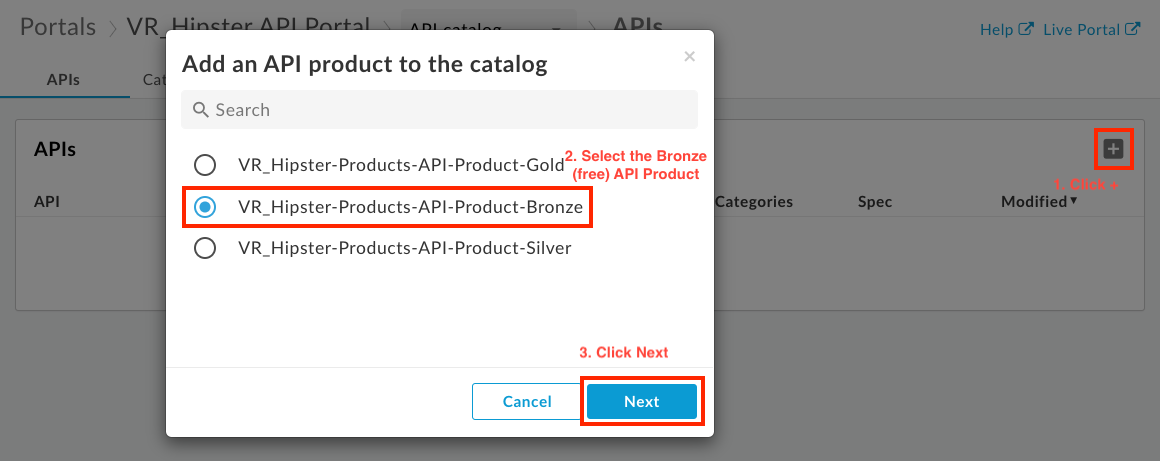 Portals > VR_Hipster API Portal API catalog > APIs Help Live Portal
Add an API product to the catalog ×
APIs Cat
Search
APIs
VR_Hipster-Products-API-Product-Gold
2. Select the Bronze
(free) API Product
1. Click +
API Categories Spec Modified
VR_Hipster-Products-API-Product-Bronze
VR_Hipster-Products-API-Product-Silver
3. Click Next
Cancel Next